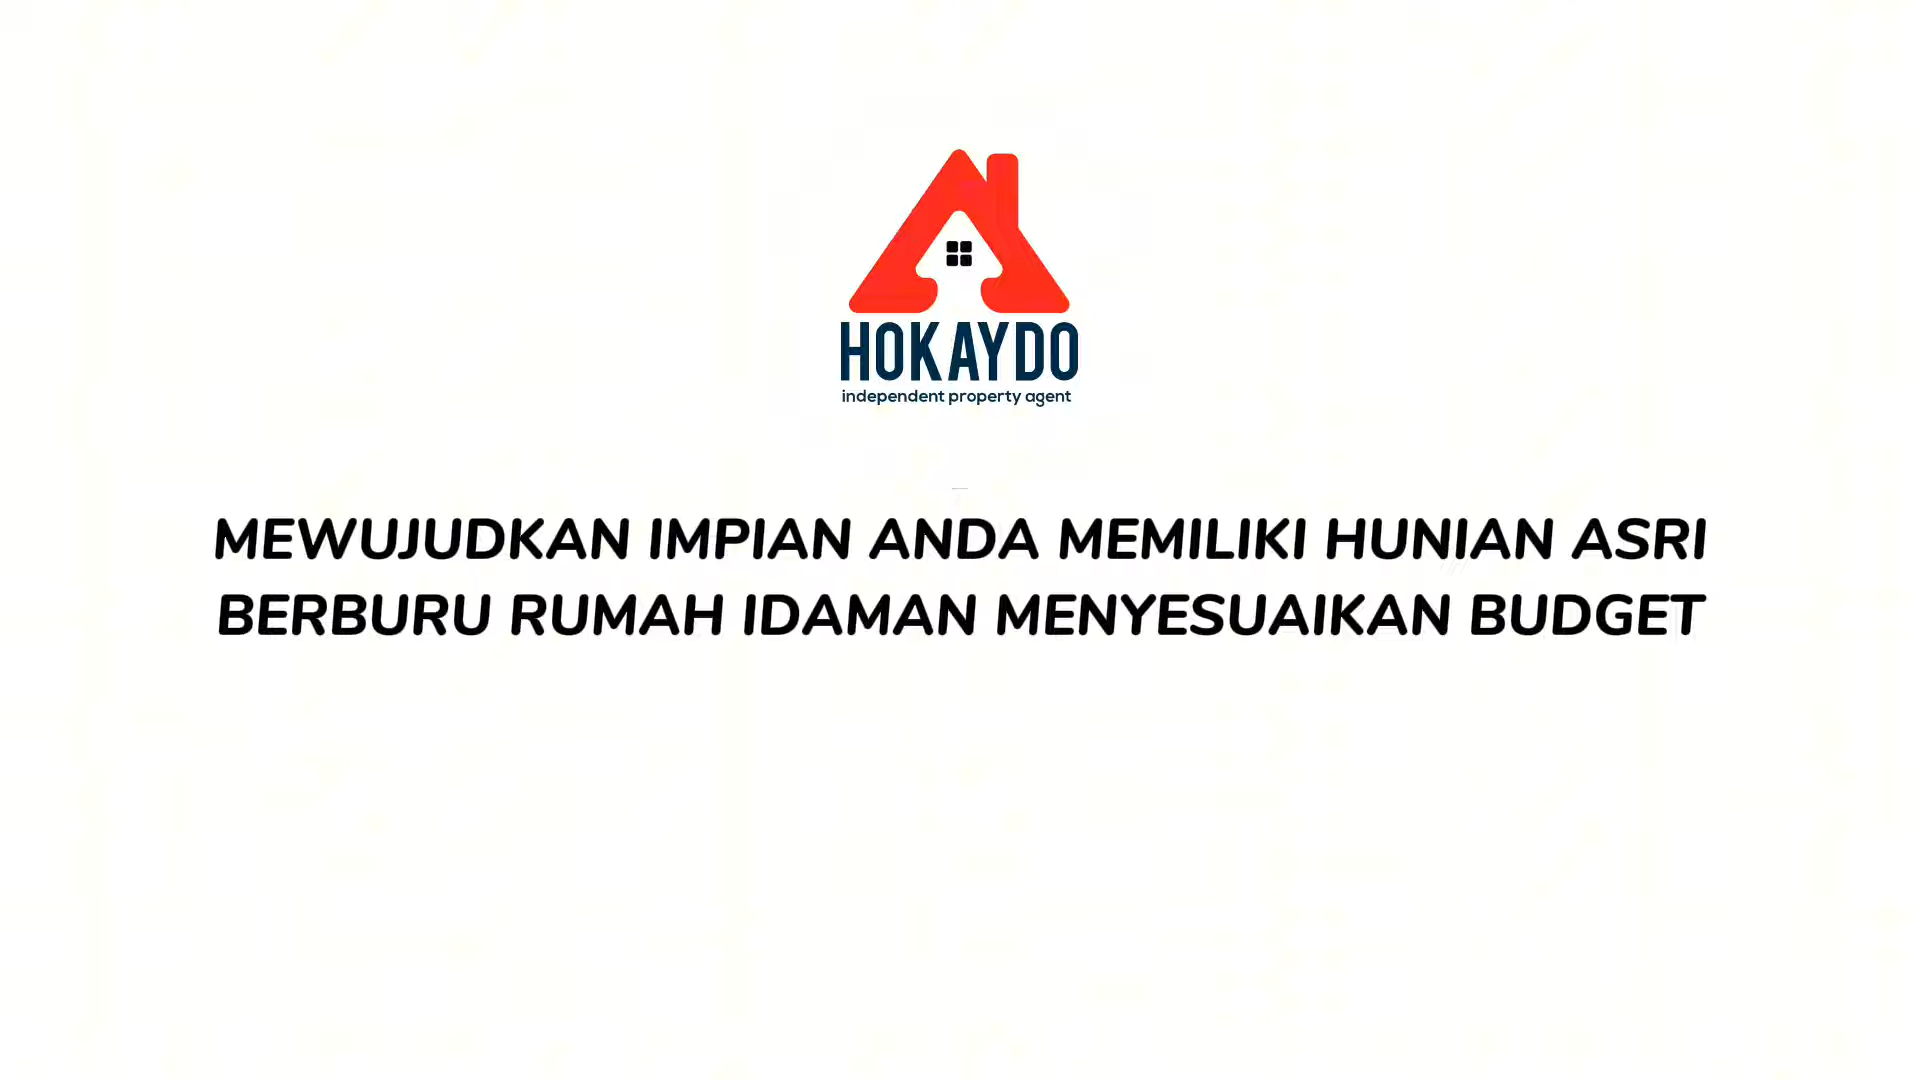 HOKAYDO
independent property agent
MEWUJUDKAN IMPIAN ANDA MEMILIKI HUNIAN ASRI
BERBURU RUMAH IDAMAN MENYESUAIKAN BUDGET